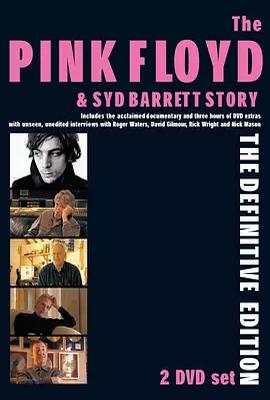 The
PINK FLOYD
& SYD BARRETT STORY
Includes the acclaimed documentary and three hours of DVD extras
with unseen, unedited interviews with Roger Waters, David Gilmour, Rick Wright and Nick Mason
THE DEFINITIVE EDITION
2 DVD set